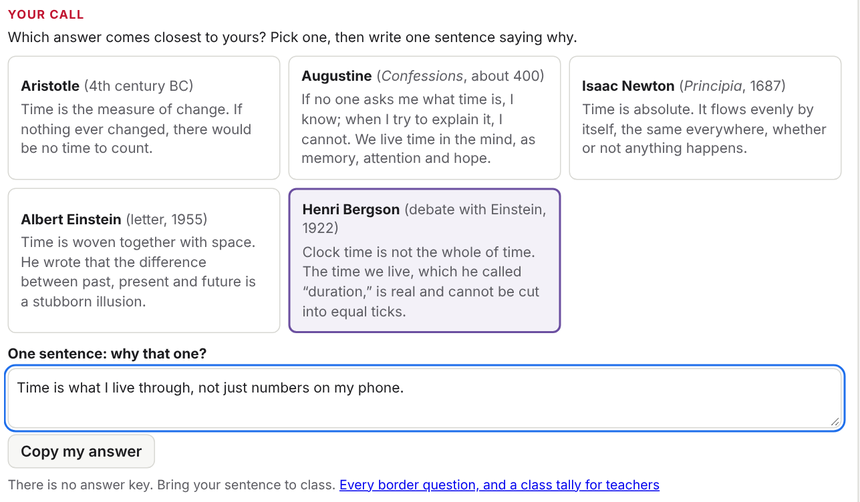 YOUR CALL
Which answer comes closest to yours? Pick one, then write one sentence saying why.
Aristotle (4th century BC)
Time is the measure of change. If
nothing ever changed, there would
be no time to count.
Augustine (Confessions, about 400)
If no one asks me what time is, I
know; when I try to explain it, I
cannot. We live time in the mind, as
memory, attention and hope.
Isaac Newton (Principia, 1687)
Time is absolute. It flows evenly by
itself, the same everywhere, whether
or not anything happens.
Albert Einstein (letter, 1955)
Time is woven together with space.
He wrote that the difference
between past, present and future is
a stubborn illusion.
Henri Bergson (debate with Einstein,
1922)
Clock time is not the whole of time.
The time we live, which he called
“duration,” is real and cannot be cut
into equal ticks.
One sentence: why that one?
Time is what I live through, not just numbers on my phone.
Copy my answer
There is no answer key. Bring your sentence to class. Every border question, and a class tally for teachers